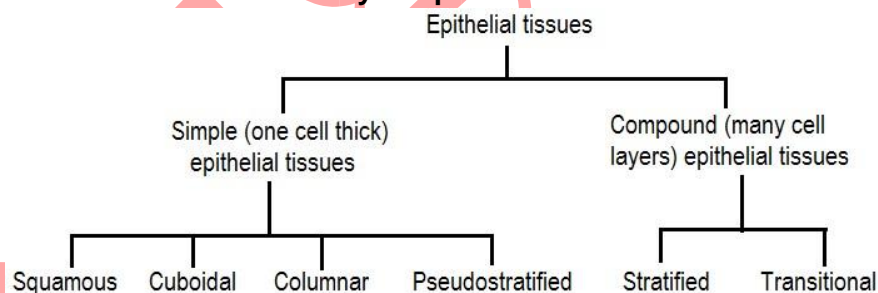 Epithelial tissues
Simple (one cell thick)
epithelial tissues
Compound (many cell
layers) epithelial tissues
Squamous Cuboidal Columnar Pseudostratified Stratified Transitional